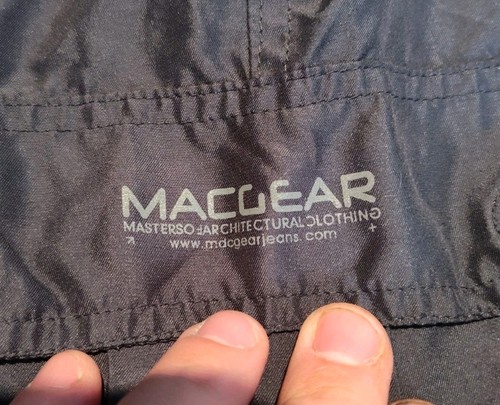 MACGEAR
MASTERS OF ARCHITECTURAL CLOTHING
www.macgearjeans.com